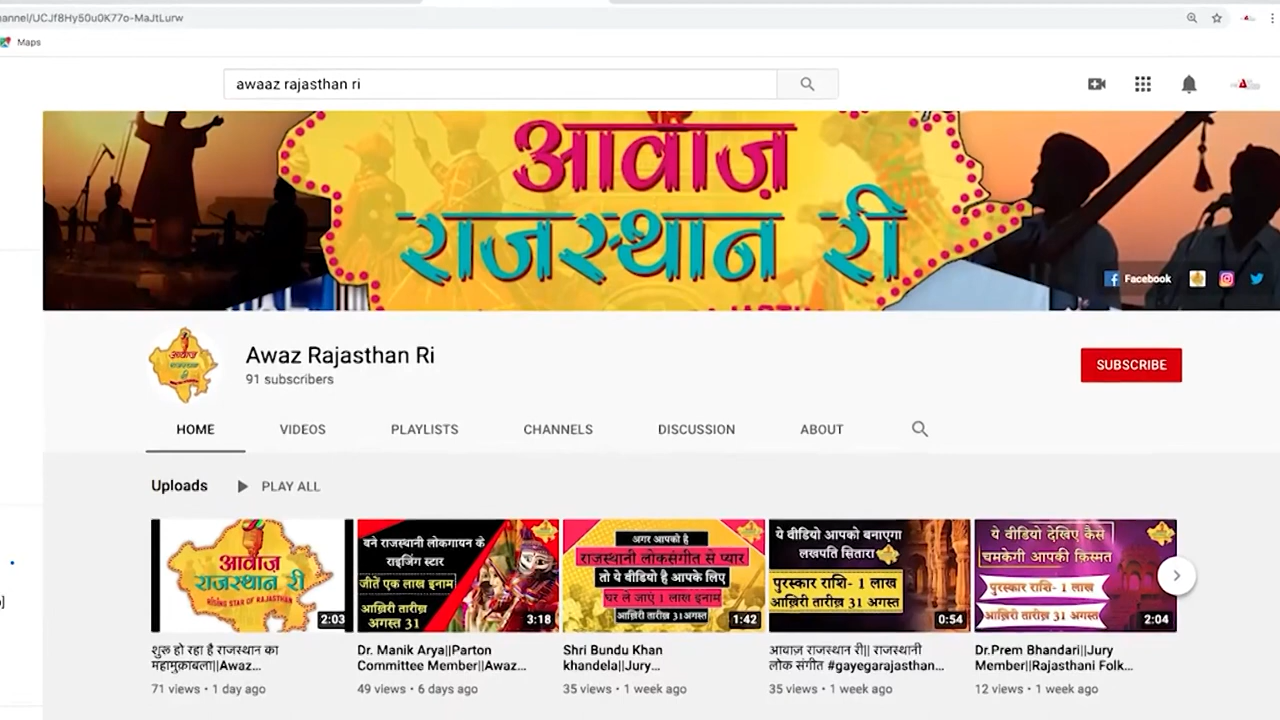 annel/UCJf8Hy50u0K77o-MaJtLurw
Maps
awaaz rajasthan ri
आवाज़
राजस्थान री
Facebook
आवाज़
राजस्थान
री
Awaz Rajasthan Ri
91 subscribers
SUBSCRIBE
HOME VIDEOS PLAYLISTS CHANNELS DISCUSSION ABOUT
Uploads PLAY ALL
आवाज़
राजस्थान री
RISING STAR OF RAJASTHAN
2:03
बने राजस्थानी लोकगायन के
राइजिंग स्टार
जीतें एक लाख इनाम
आख़िरी तारीख़
अगस्त 31
3:18
अगर आपको है
राजस्थानी लोकसंगीत से प्यार
तो ये वीडियो है आपके लिए
घर ले जाएं 1 लाख इनाम
आख़िरी तारीख़ 31अगस्त
1:42
ये वीडियो आपको बनाएगा
लखपति सितारा
पुरस्कार राशि- 1 लाख
आख़िरी तारीख़ 31 अगस्त
0:54
ये वीडियो देखिए कैसे
चमकेगी आपकी क़िस्मत
पुरस्कार राशि- 1 लाख
आख़िरी तारीख़ 31 अगस्त
2:04
शुरू हो रहा है राजस्थान का
महामुक़ाबला||Awaz...
71 views • 1 day ago
Dr. Manik Arya||Parton
Committee Member||Awaz...
49 views • 6 days ago
Shri Bundu Khan
khandela||Jury...
35 views • 1 week ago
आवाज़ राजस्थान री|| राजस्थानी
लोक संगीत #gayegarajasthan...
35 views • 1 week ago
Dr.Prem Bhandari||Jury
Member||Rajasthani Folk...
12 views • 1 week ago